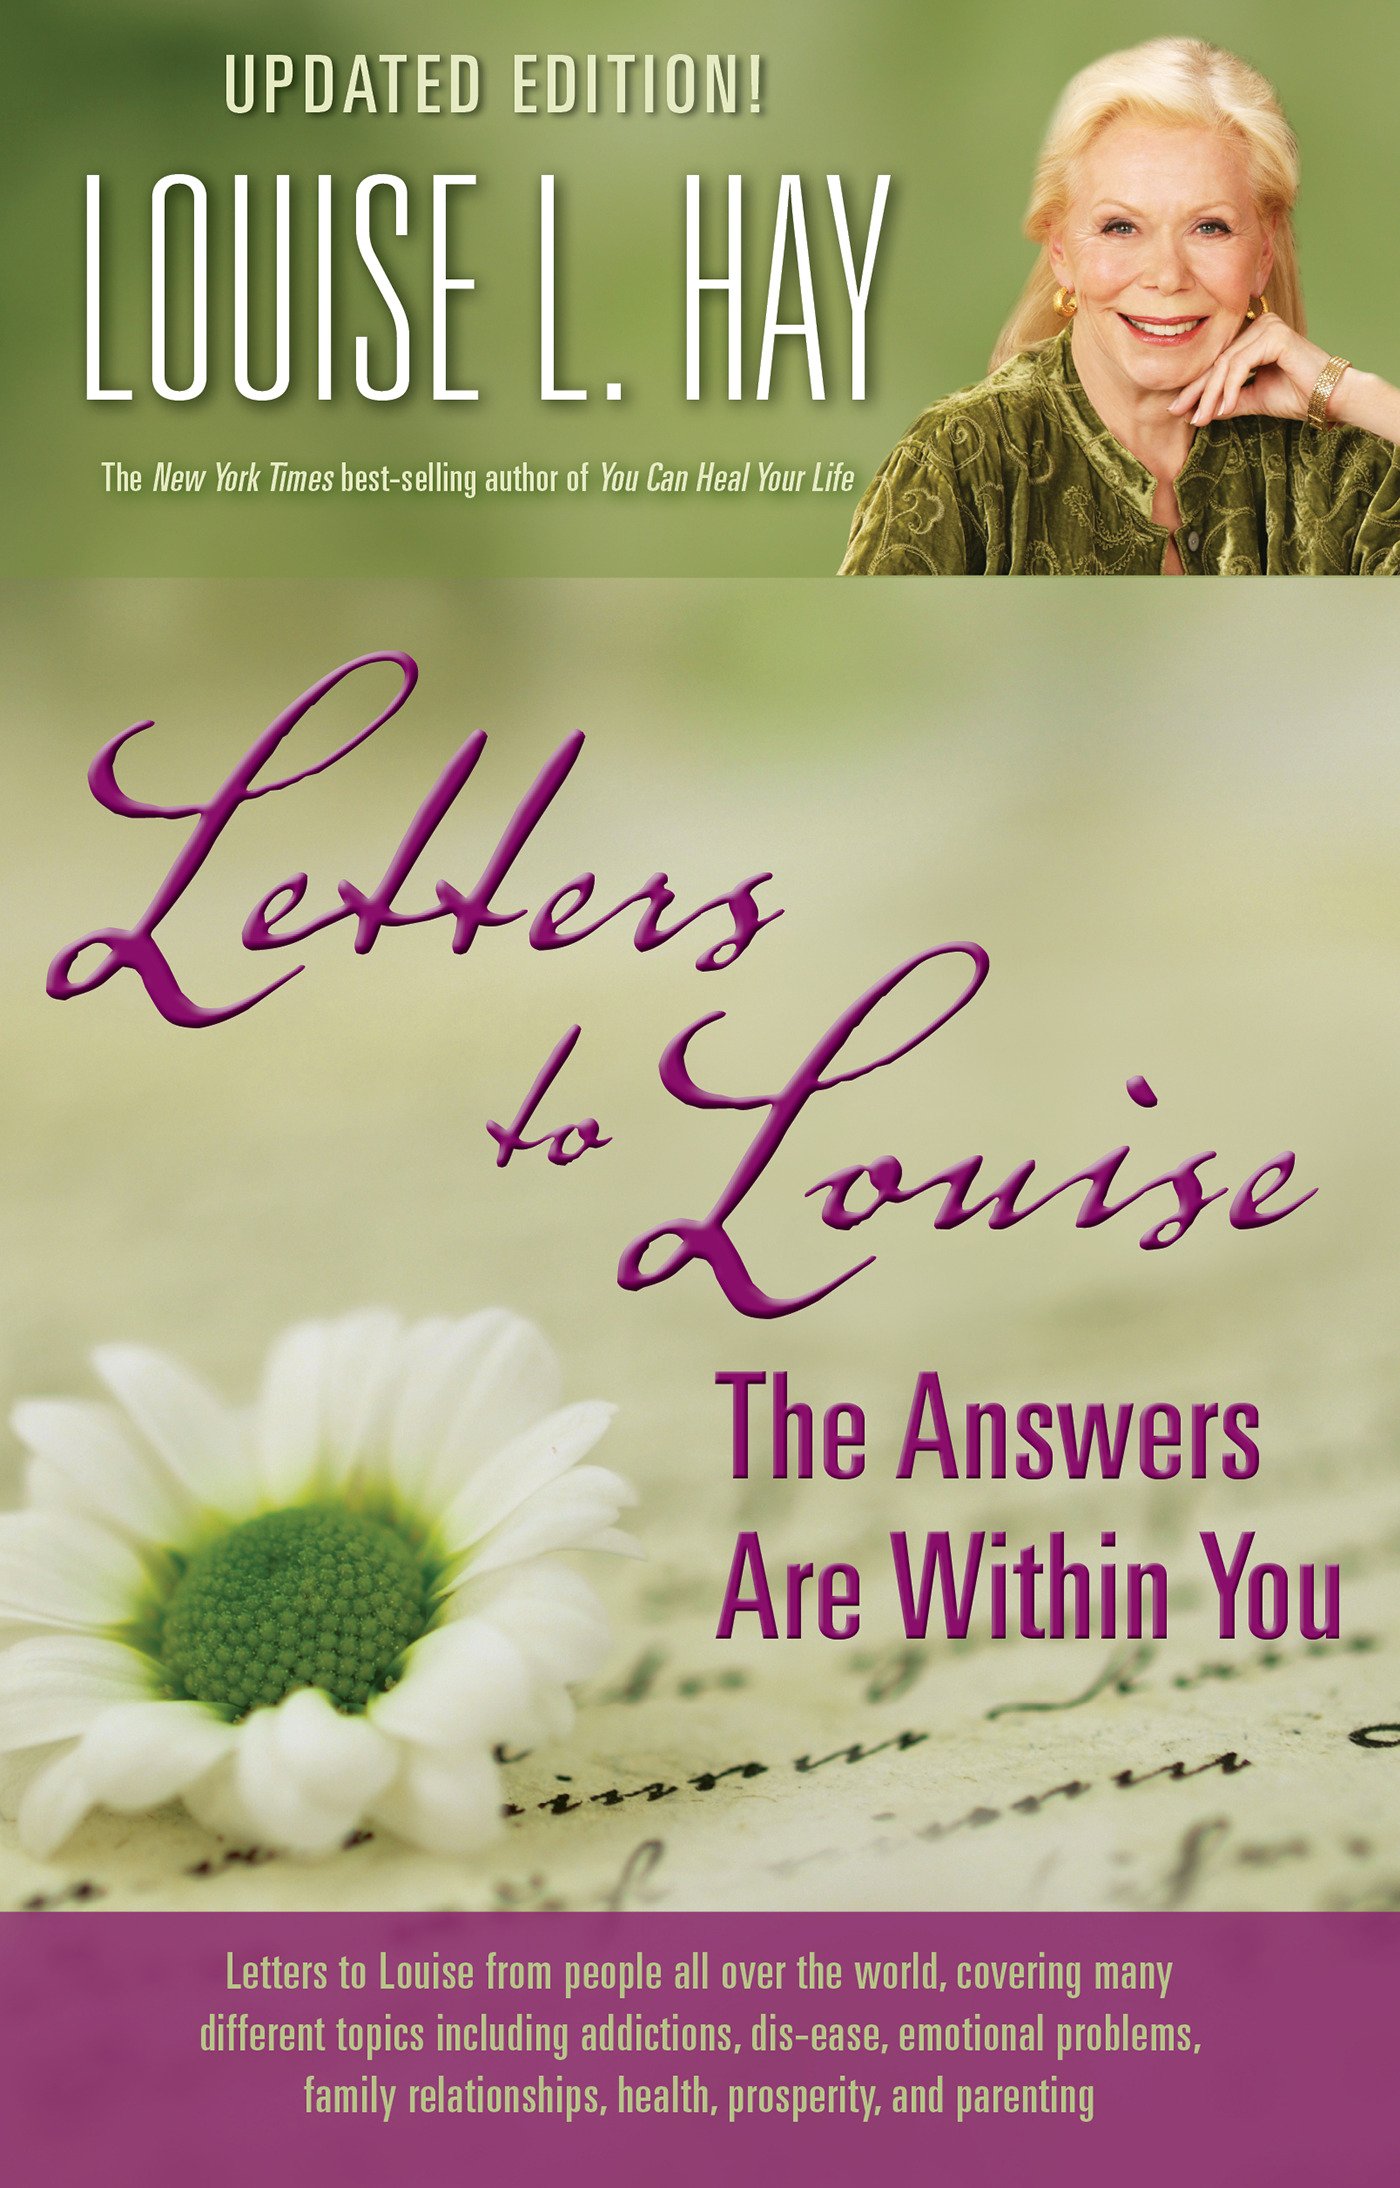 UPDATED EDITION!
LOUISE L. HAY
The New York Times best-selling author of You Can Heal Your Life
Letters
to Louise
The Answers
Are Within You
Letters to Louise from people all over the world, covering many
different topics including addictions, dis-ease, emotional problems,
family relationships, health, prosperity, and parenting